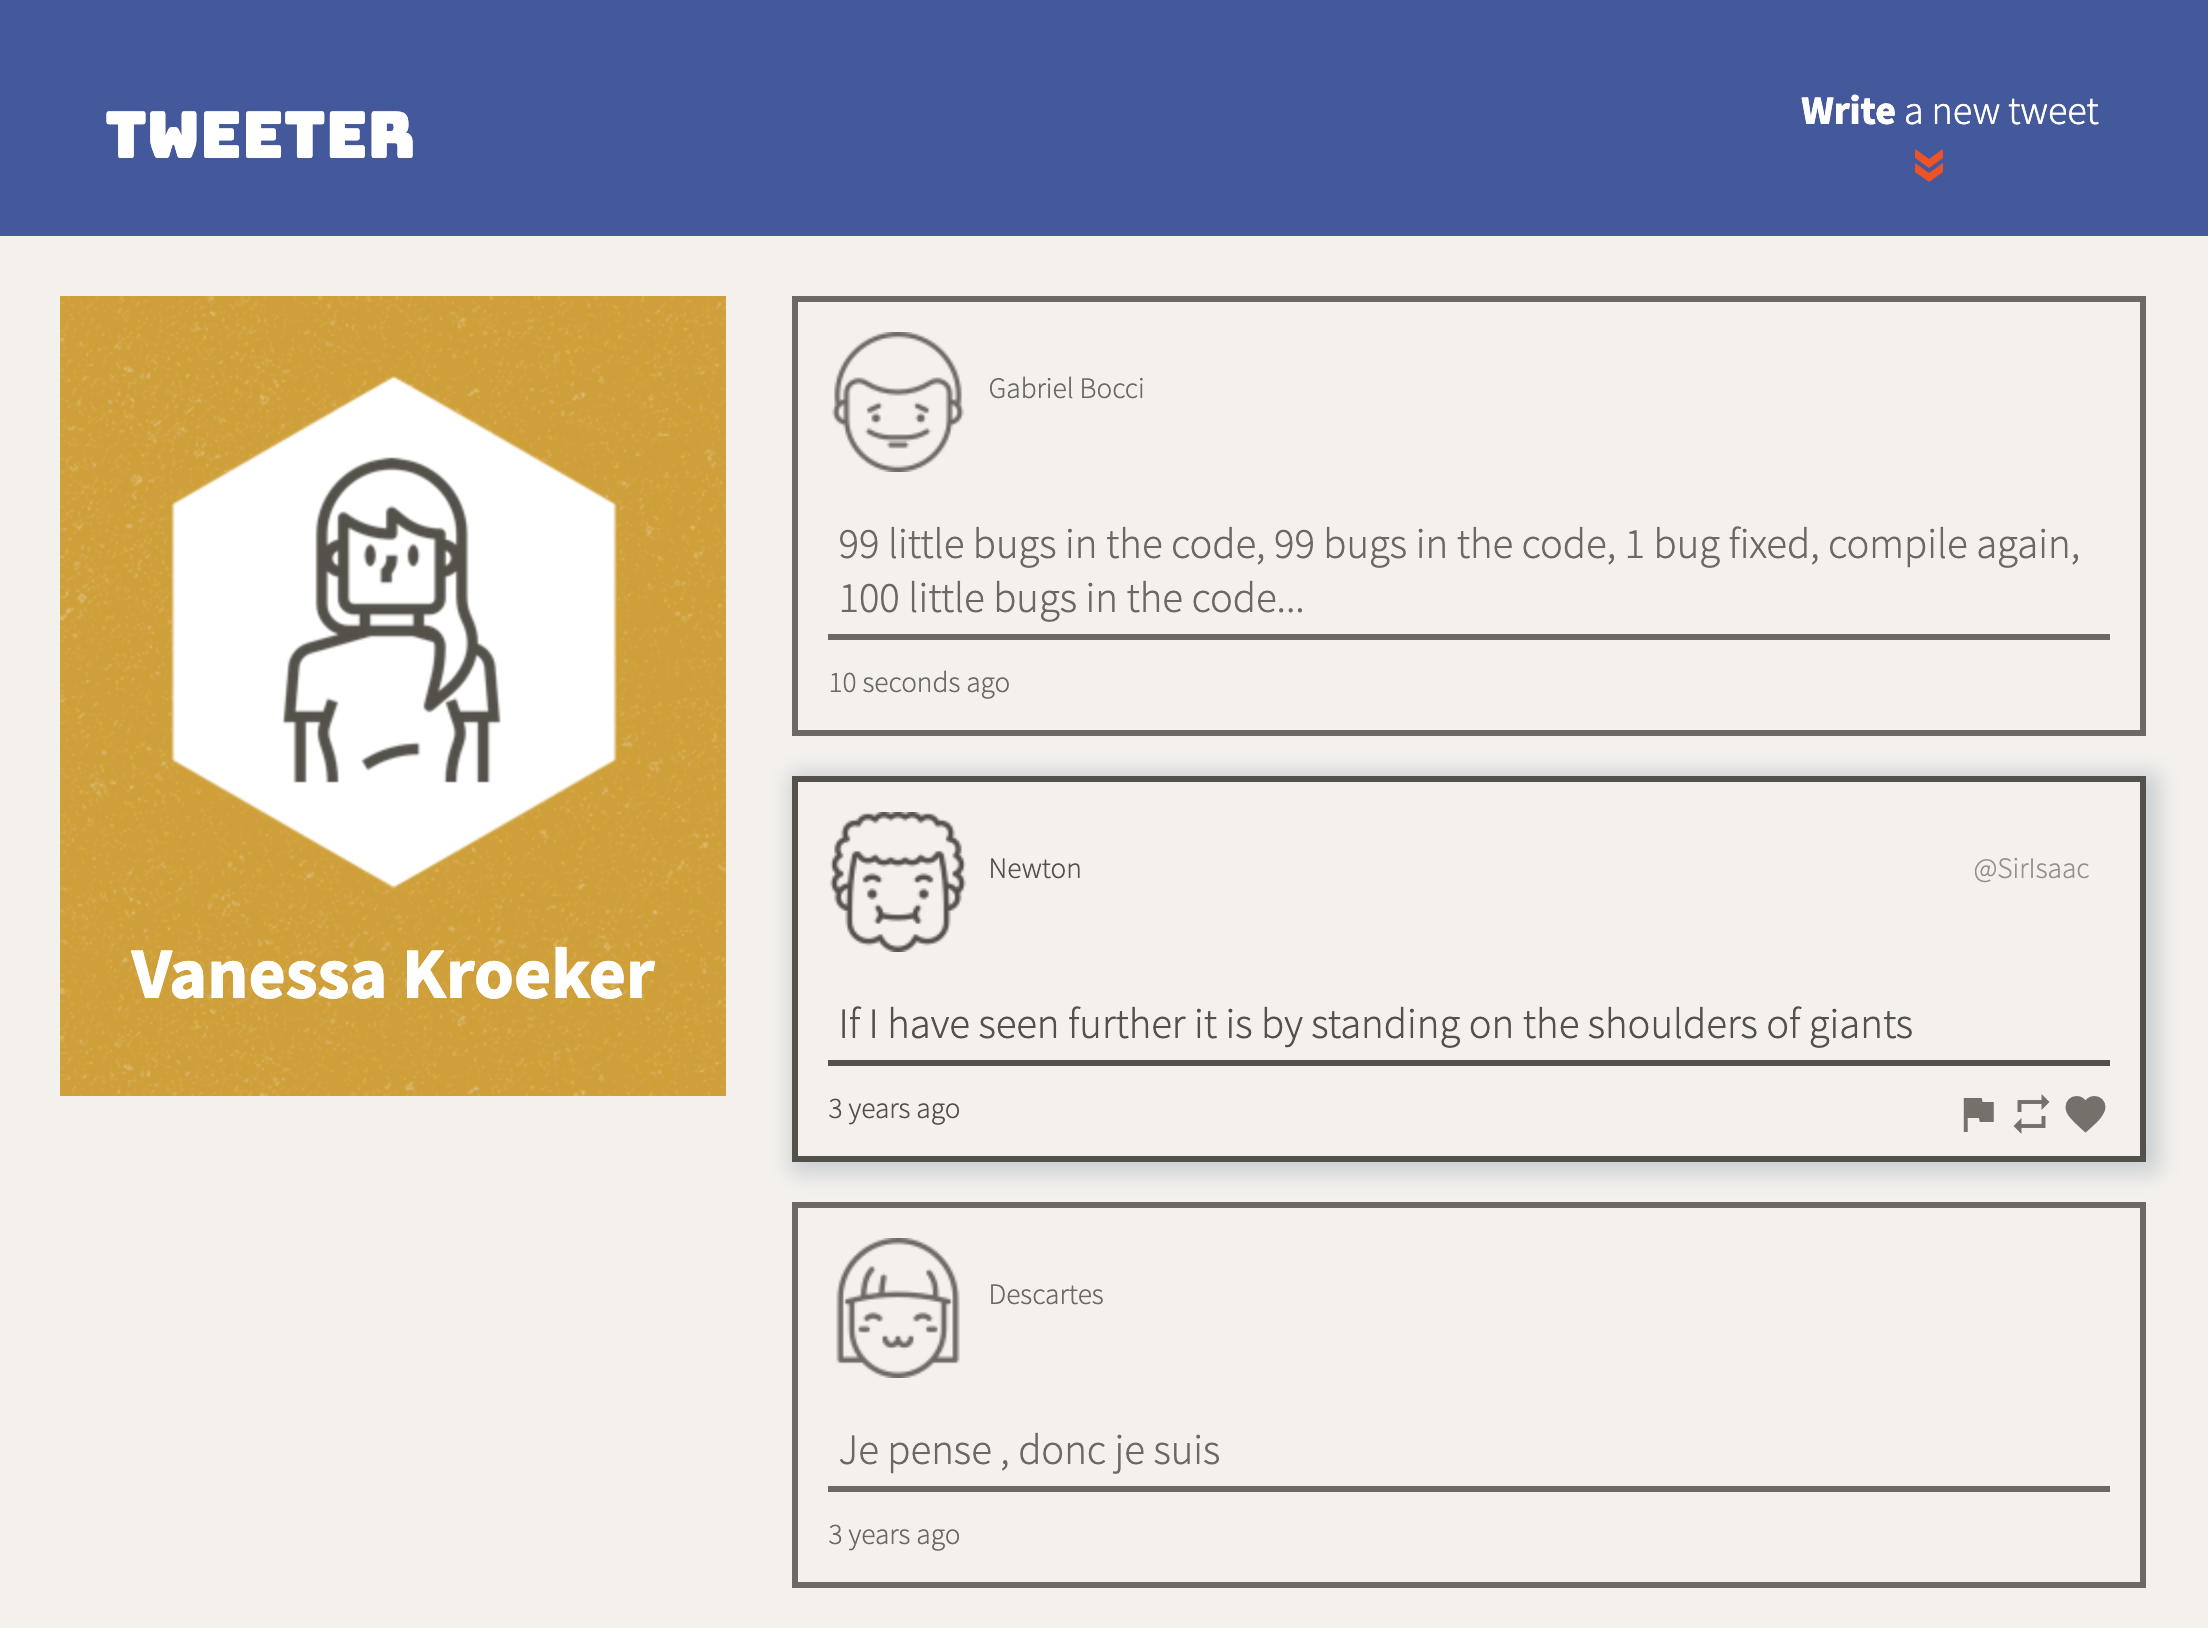 TWEETER
Write a new tweet
Vanessa Kroeker
Gabriel Bocci
99 little bugs in the code, 99 bugs in the code, 1 bug fixed, compile again,
100 little bugs in the code...
10 seconds ago
Newton
@SirIsaac
If I have seen further it is by standing on the shoulders of giants
3 years ago
Descartes
Je pense , donc je suis
3 years ago